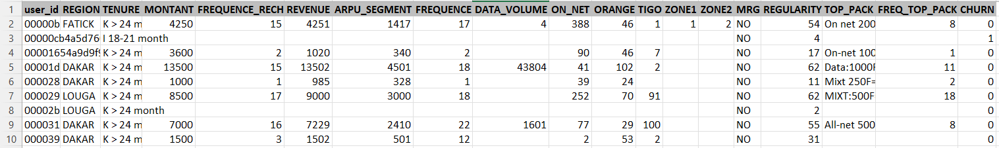 1 user_id REGION TENURE MONTANT FREQUENCE_RECH REVENUE ARPU_SEGMENT FREQUENCE DATA_VOLUME ON_NET ORANGE TIGO ZONE1 ZONE2 MRG REGULARITY TOP_PACK FREQ_TOP_PACK CHURN
2 00000b FATICK K > 24 m 4250 15 4251 1417 17 4 388 46 1 1 2 NO 54 On net 200 8 0
3 00000cb4a5d76 I 18-21 month NO 4 1
4 00001654a9d9f9 K > 24 m 3600 2 1020 340 2 90 46 7 NO 17 On-net 100 1 0
5 00001d DAKAR K > 24 m 13500 15 13502 4501 18 43804 41 102 2 NO 62 Data:1000F 11 0
6 000028 DAKAR K > 24 m 1000 1 985 328 1 39 24 NO 11 Mixt 250F= 2 0
7 000029 LOUGA K > 24 m 8500 17 9000 3000 18 252 70 91 NO 62 MIXT:500F 18 0
8 00002b LOUGA K > 24 month NO 2 0
9 000031 DAKAR K > 24 m 7000 16 7229 2410 22 1601 77 29 100 NO 55 All-net 500 8 0
10 000039 DAKAR K > 24 m 1500 3 1502 501 12 2 53 2 NO 31 0